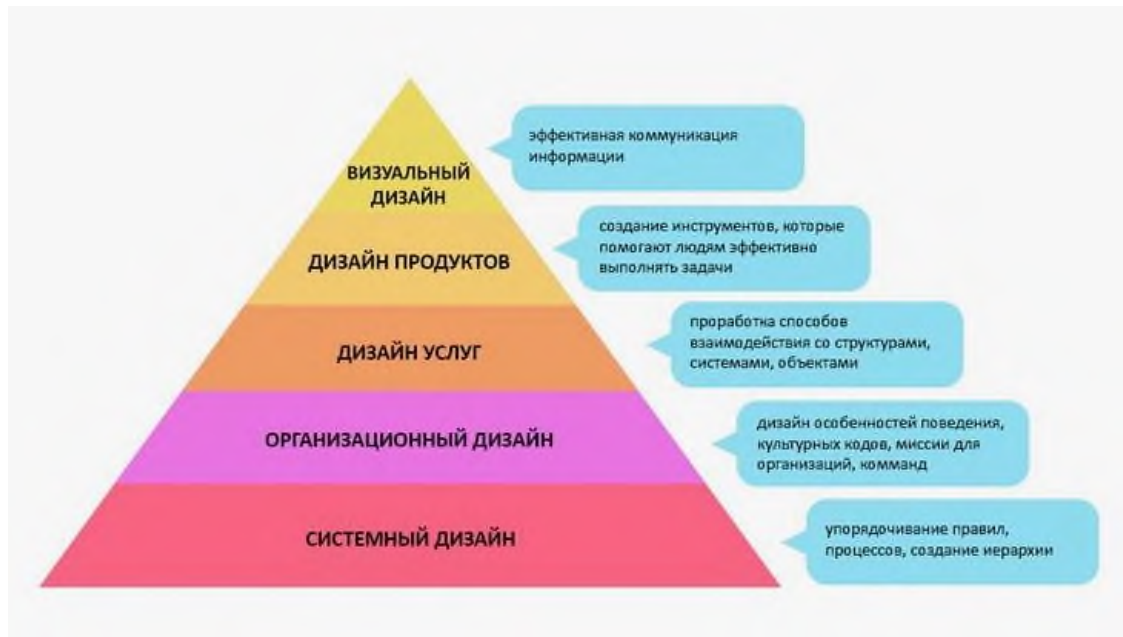 эффективная коммуникация
информации
ВИЗУАЛЬНЫЙ
ДИЗАЙН
создание инструментов, которые
помогают людям эффективно
выполнять задачи
ДИЗАЙН ПРОДУКТОВ
проработка способов
взаимодействия со структурами,
системами, объектами
ДИЗАЙН УСЛУГ
дизайн особенностей поведения,
культурных кодов, миссии для
организаций, комманд
ОРГАНИЗАЦИОННЫЙ ДИЗАЙН
упорядочивание правил,
процессов, создание иерархии
СИСТЕМНЫЙ ДИЗАЙН